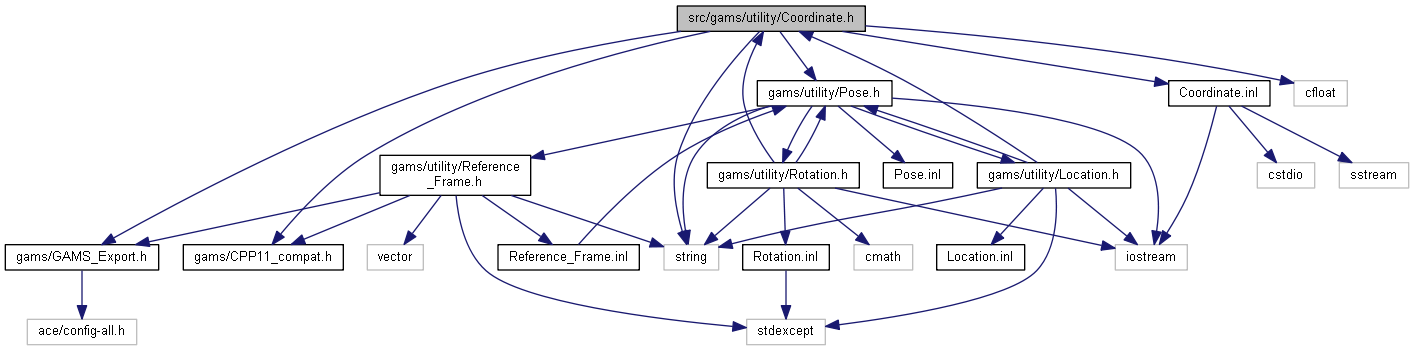 src/gams/utility/Coordinate.h
gams/utility/Pose.h
Coordinate.inl
cfloat
gams/utility/Reference
_Frame.h
gams/utility/Rotation.h
Pose.inl
gams/utility/Location.h
cstdio
sstream
gams/GAMS_Export.h
gams/CPP11_compat.h
vector
Reference_Frame.inl
string
Rotation.inl
cmath
Location.inl
iostream
ace/config-all.h
stdexcept